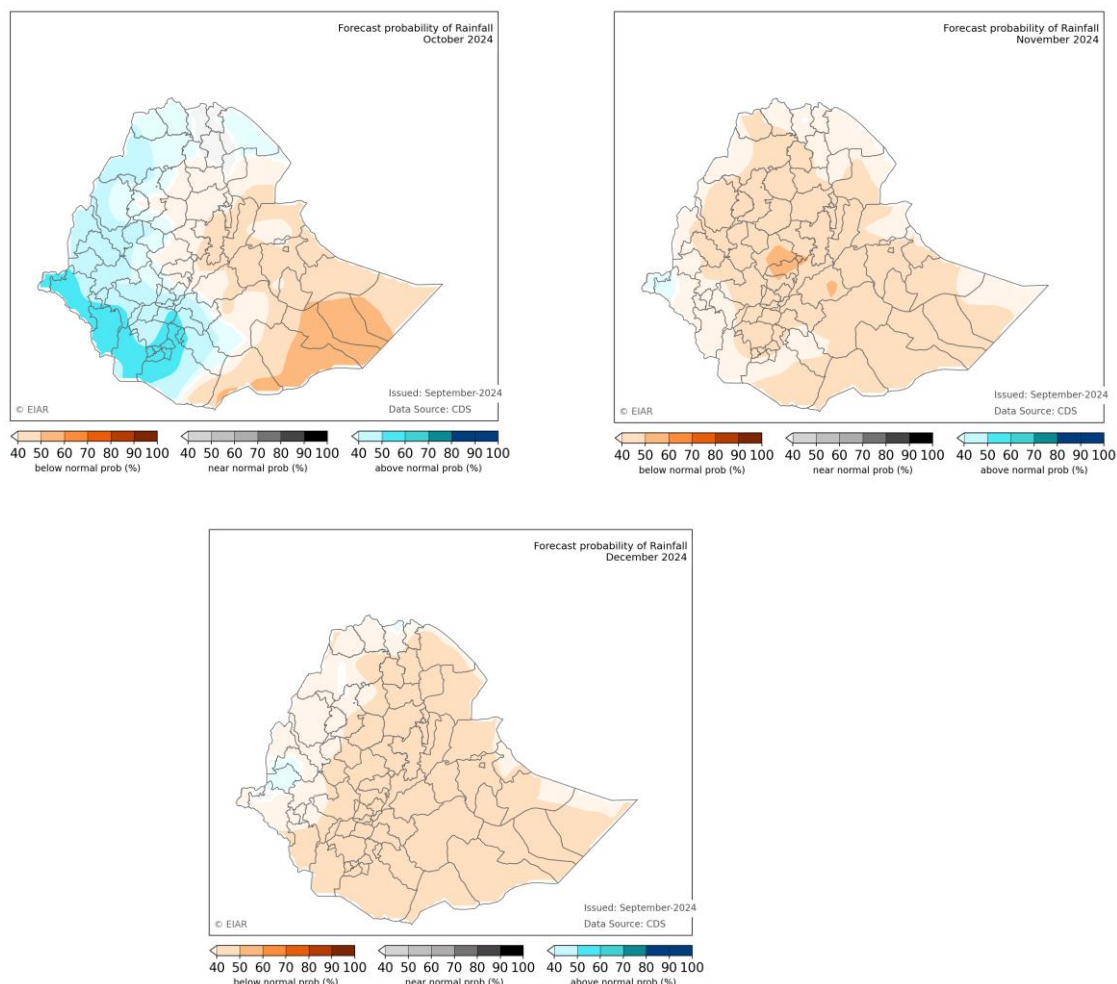 Forecast probability of Rainfall
October 2024
Issued: September-2024
© EIAR
Data Source: CDS
40 50 60 70 80 90 100
below normal prob (%)
40 50 60 70 80 90 100
near normal prob (%)
40 50 60 70 80 90 100
above normal prob (%)
Forecast probability of Rainfall
November 2024
Issued: September-2024
© EIAR
Data Source: CDS
40 50 60 70 80 90 100
below normal prob (%)
40 50 60 70 80 90 100
near normal prob (%)
40 50 60 70 80 90 100
above normal prob (%)
Forecast probability of Rainfall
December 2024
Issued: September-2024
© EIAR
Data Source: CDS
40 50 60 70 80 90 100
below normal prob (%)
40 50 60 70 80 90 100
near normal prob (%)
40 50 60 70 80 90 100
above normal prob (%)